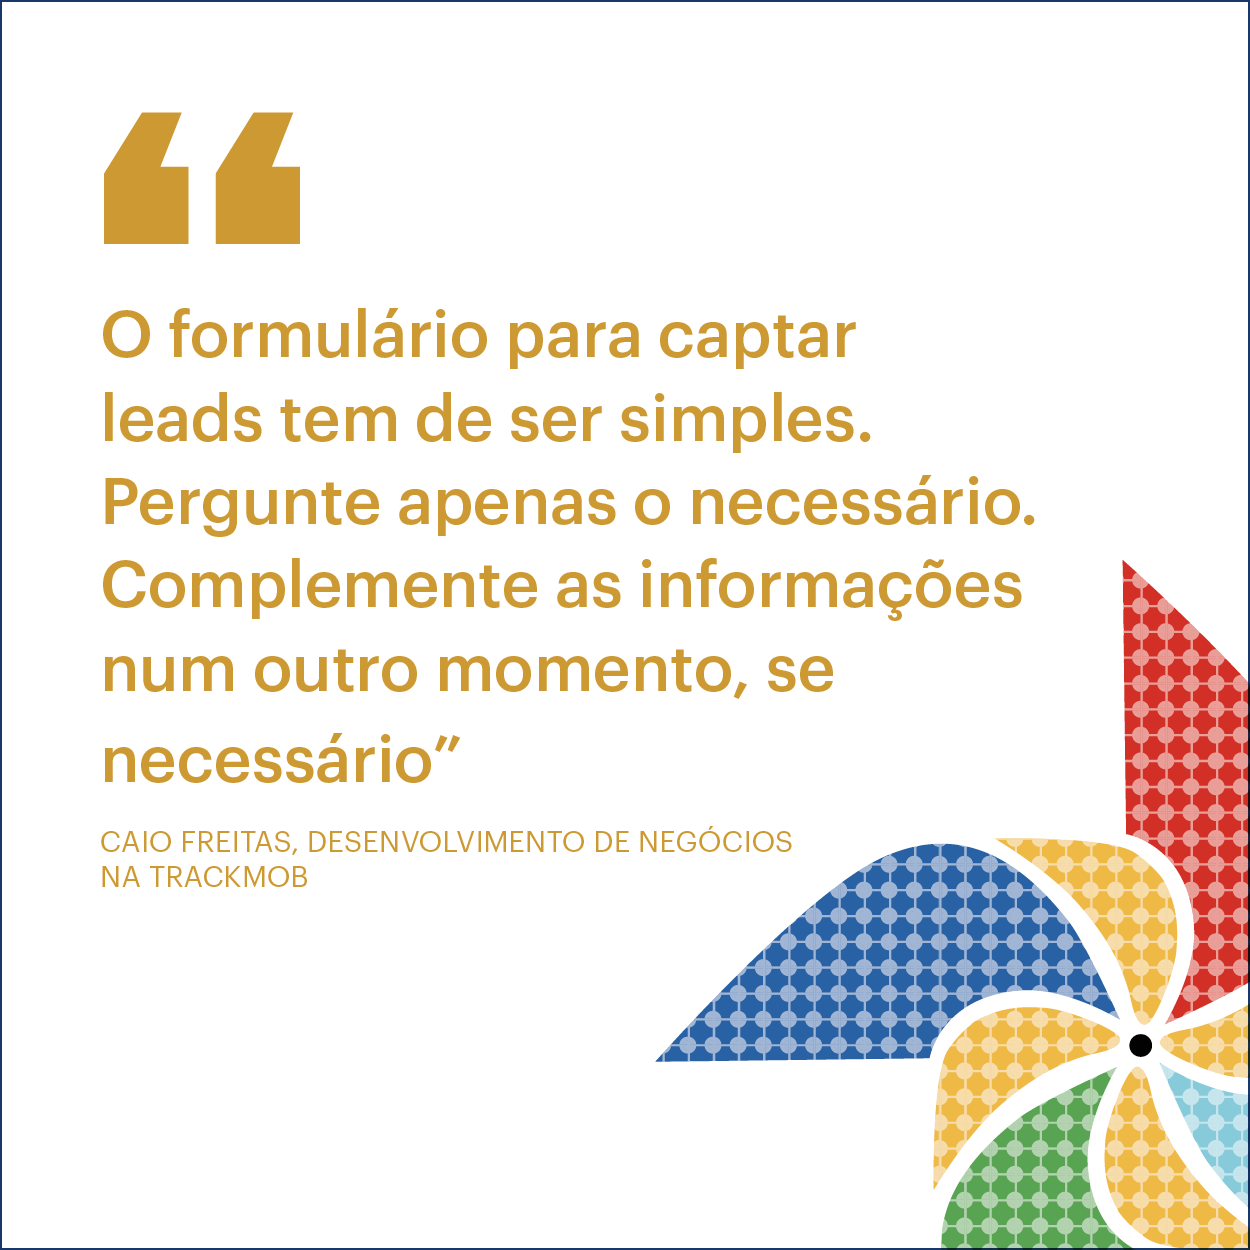 “
O formulário para captar
leads tem de ser simples.
Pergunte apenas o necessário.
Complemente as informações
num outro momento, se
necessário”
CAIO FREITAS, DESENVOLVIMENTO DE NEGÓCIOS
NA TRACKMOB